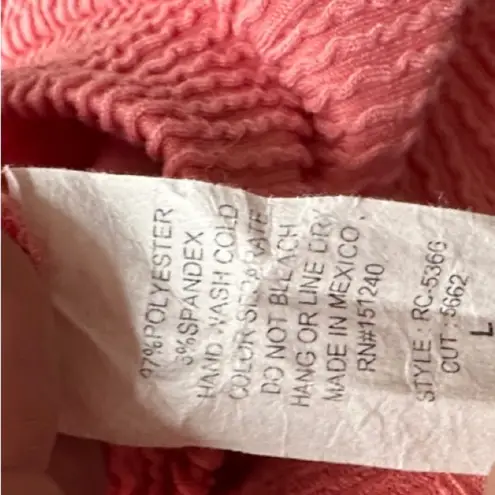 97%POLYESTER
3%SPANDEX
HAND WASH COLD
COLOR SEPARATE
DO NOT BLEACH
HANG OR LINE DRY
MADE IN MEXICO.
RN#151240
STYLE : RC-5366
CUT : 5662
L